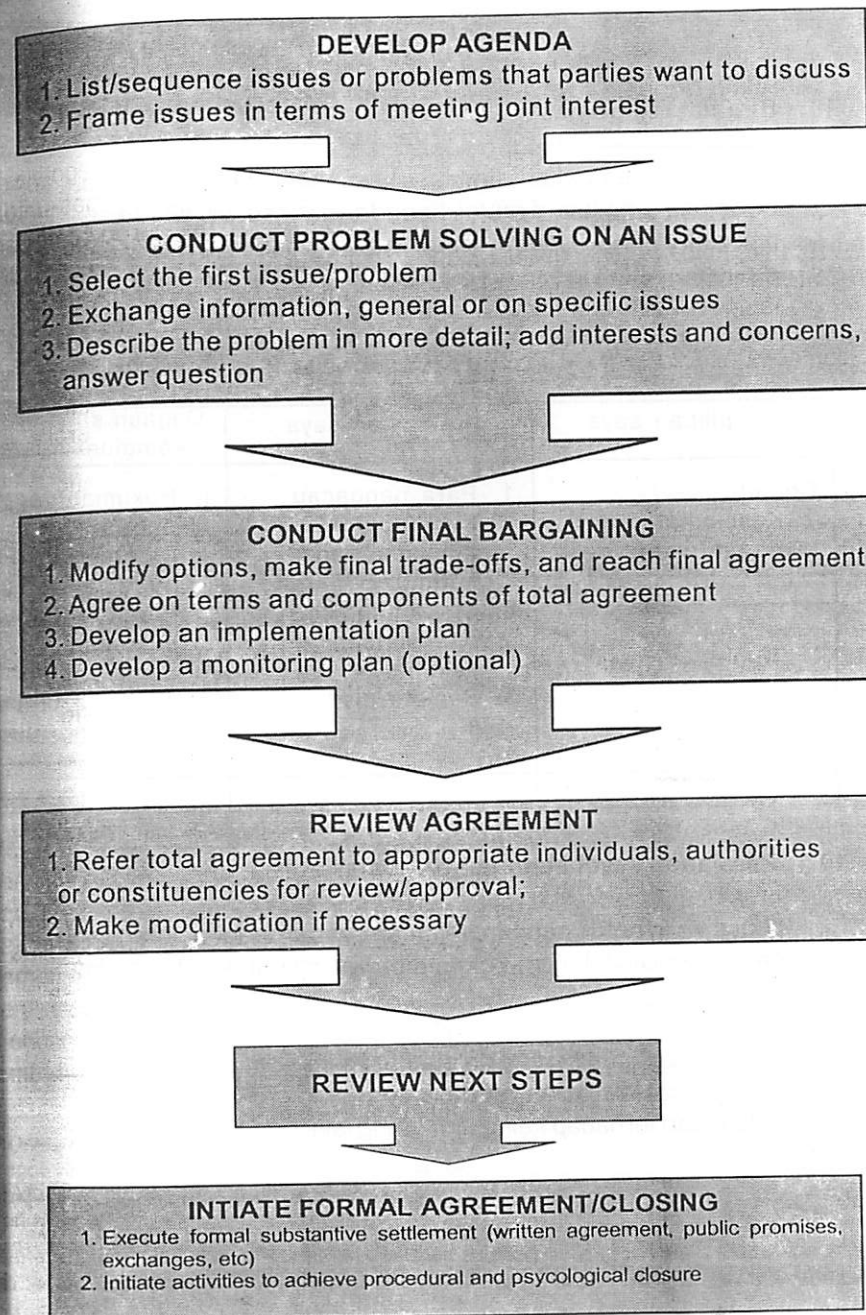 DEVELOP AGENDA
1. List/sequence issues or problems that parties want to discuss
2. Frame issues in terms of meeting joint interest
CONDUCT PROBLEM SOLVING ON AN ISSUE
1. Select the first issue/problem
2. Exchange information, general or on specific issues
3. Describe the problem in more detail; add interests and concerns,
answer question
CONDUCT FINAL BARGAINING
1. Modify options, make final trade-offs, and reach final agreement
2. Agree on terms and components of total agreement
3. Develop an implementation plan
4. Develop a monitoring plan (optional)
REVIEW AGREEMENT
1. Refer total agreement to appropriate individuals, authorities
or constituencies for review/approval;
2. Make modification if necessary
REVIEW NEXT STEPS
INTIATE FORMAL AGREEMENT/CLOSING
1. Execute formal substantive settlement (written agreement, public promises,
exchanges, etc)
2. Initiate activities to achieve procedural and psycological closure